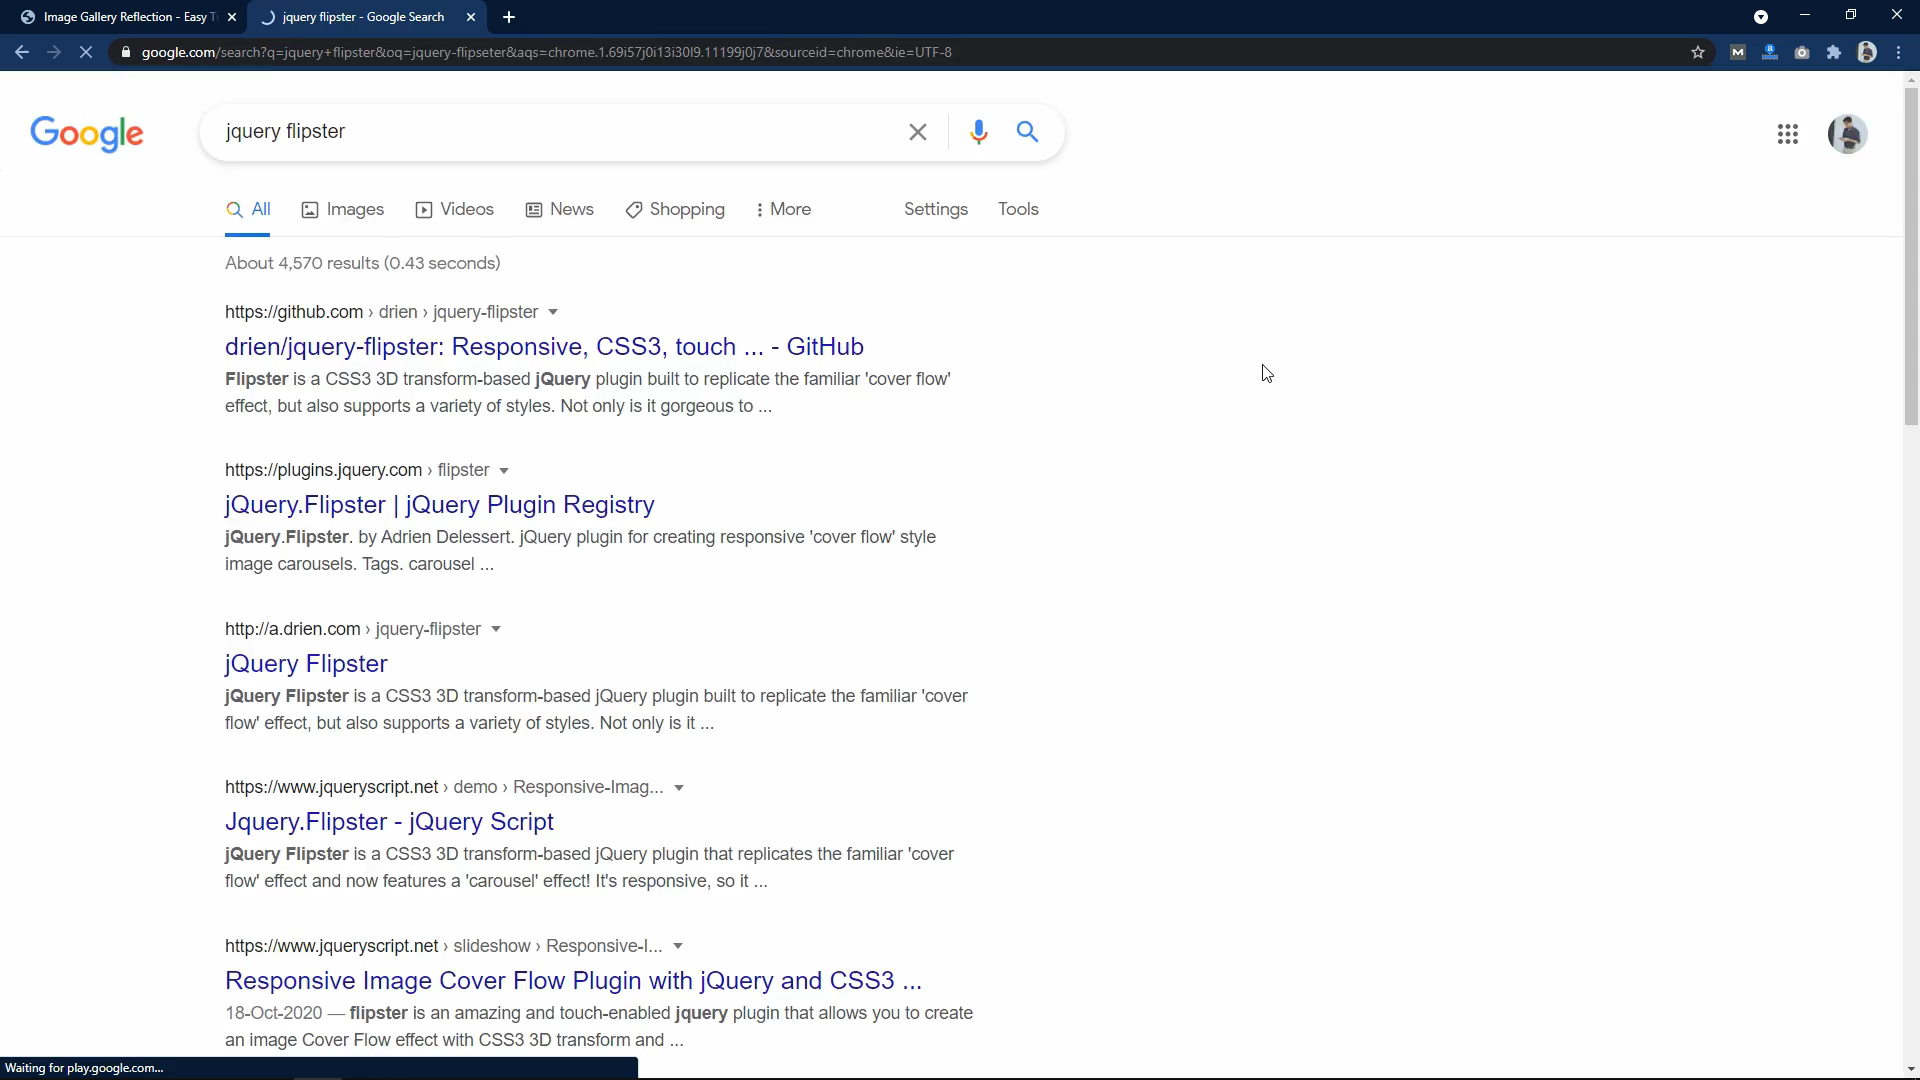 Image Gallery Reflection - Easy T
jquery flipster - Google Search
google.com/search?q=jquery+flipster&oq=jquery-flipseter&aqs=chrome.1.69i57j0i13i30l9.11199j0j7&sourceid=chrome&ie=UTF-8
M
a
Google
jquery flipster
All
Images
Videos
News
Shopping
More
Settings
Tools
About 4,570 results (0.43 seconds)
https://github.com › drien › jquery-flipster
drien/jquery-flipster: Responsive, CSS3, touch ... - GitHub
Flipster is a CSS3 3D transform-based jQuery plugin built to replicate the familiar 'cover flow'
effect, but also supports a variety of styles. Not only is it gorgeous to ...
https://plugins.jquery.com › flipster
jQuery.Flipster | jQuery Plugin Registry
jQuery.Flipster. by Adrien Delessert. jQuery plugin for creating responsive 'cover flow' style
image carousels. Tags. carousel ...
http://a.drien.com › jquery-flipster
jQuery Flipster
jQuery Flipster is a CSS3 3D transform-based jQuery plugin built to replicate the familiar 'cover
flow' effect, but also supports a variety of styles. Not only is it ...
https://www.jqueryscript.net › demo › Responsive-Imag...
Jquery.Flipster - jQuery Script
jQuery Flipster is a CSS3 3D transform-based jQuery plugin that replicates the familiar 'cover
flow' effect and now features a 'carousel' effect! It's responsive, so it ...
https://www.jqueryscript.net › slideshow › Responsive-I...
Responsive Image Cover Flow Plugin with jQuery and CSS3 ...
18-Oct-2020 — flipster is an amazing and touch-enabled jquery plugin that allows you to create
an image Cover Flow effect with CSS3 3D transform and ...
Waiting for play.google.com...